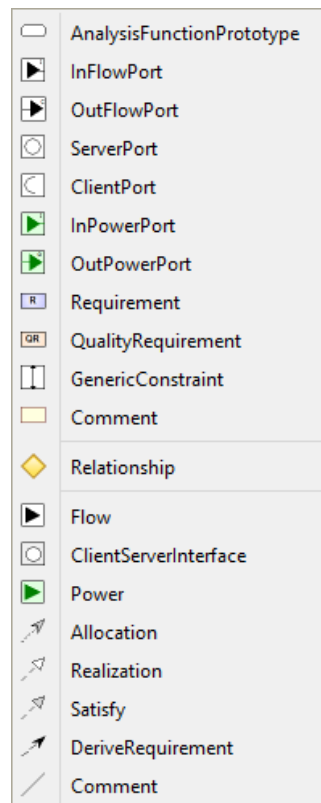 AnalysisFunctionPrototype
InFlowPort
OutFlowPort
ServerPort
ClientPort
InPowerPort
OutPowerPort
R Requirement
QR QualityRequirement
GenericConstraint
Comment
Relationship
Flow
ClientServerInterface
Power
Allocation
Realization
Satisfy
DeriveRequirement
Comment